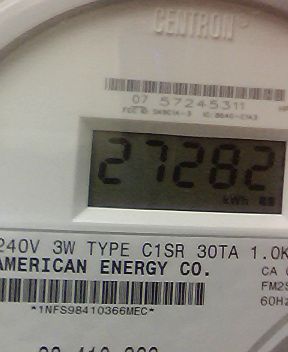 CENTRON
07 57245311
27282
kWh
240V 3W TYPE C1SR 30TA 1.0K
AMERICAN ENERGY CO.
CA
FM2S
60Hz
*1NFS98410366MEC*